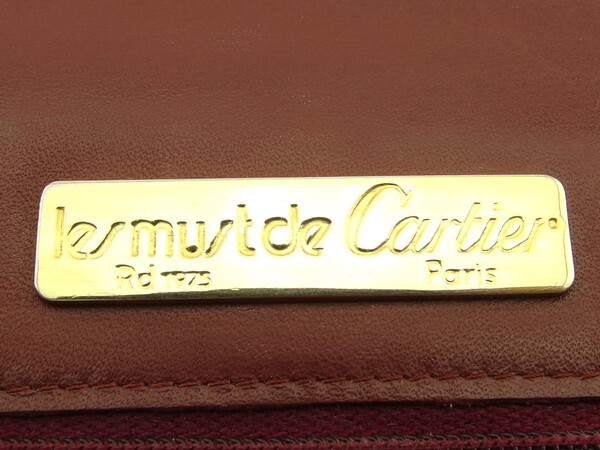 les must de Cartier
Rd 1973 Paris